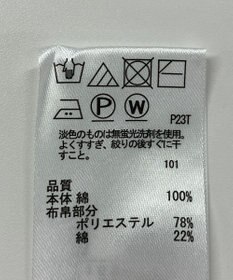 P W
P23T
淡色のものは無蛍光洗剤を使用。
よくすすぎ、絞りの後すぐに干
すこと。
101
品質
本体 綿 100%
布帛部分
ポリエステル 78%
綿 22%